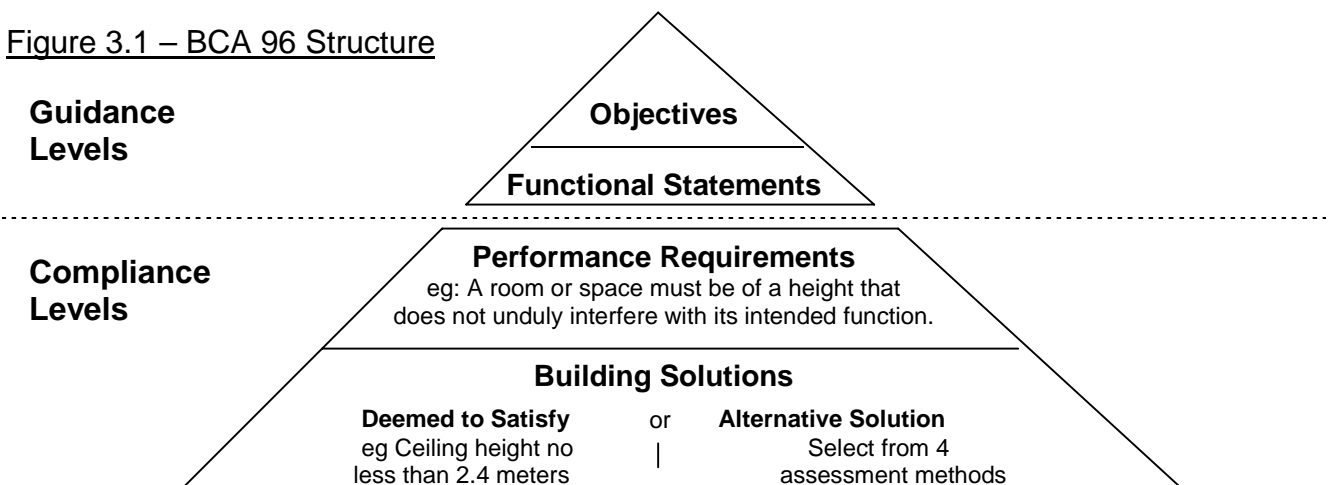 Figure 3.1 – BCA 96 Structure
Guidance
Levels
Objectives
Functional Statements
Compliance
Levels
Performance Requirements
eg: A room or space must be of a height that
does not unduly interfere with its intended function.
Building Solutions
Deemed to Satisfy or Alternative Solution
eg Ceiling height no | Select from 4
less than 2.4 meters assessment methods